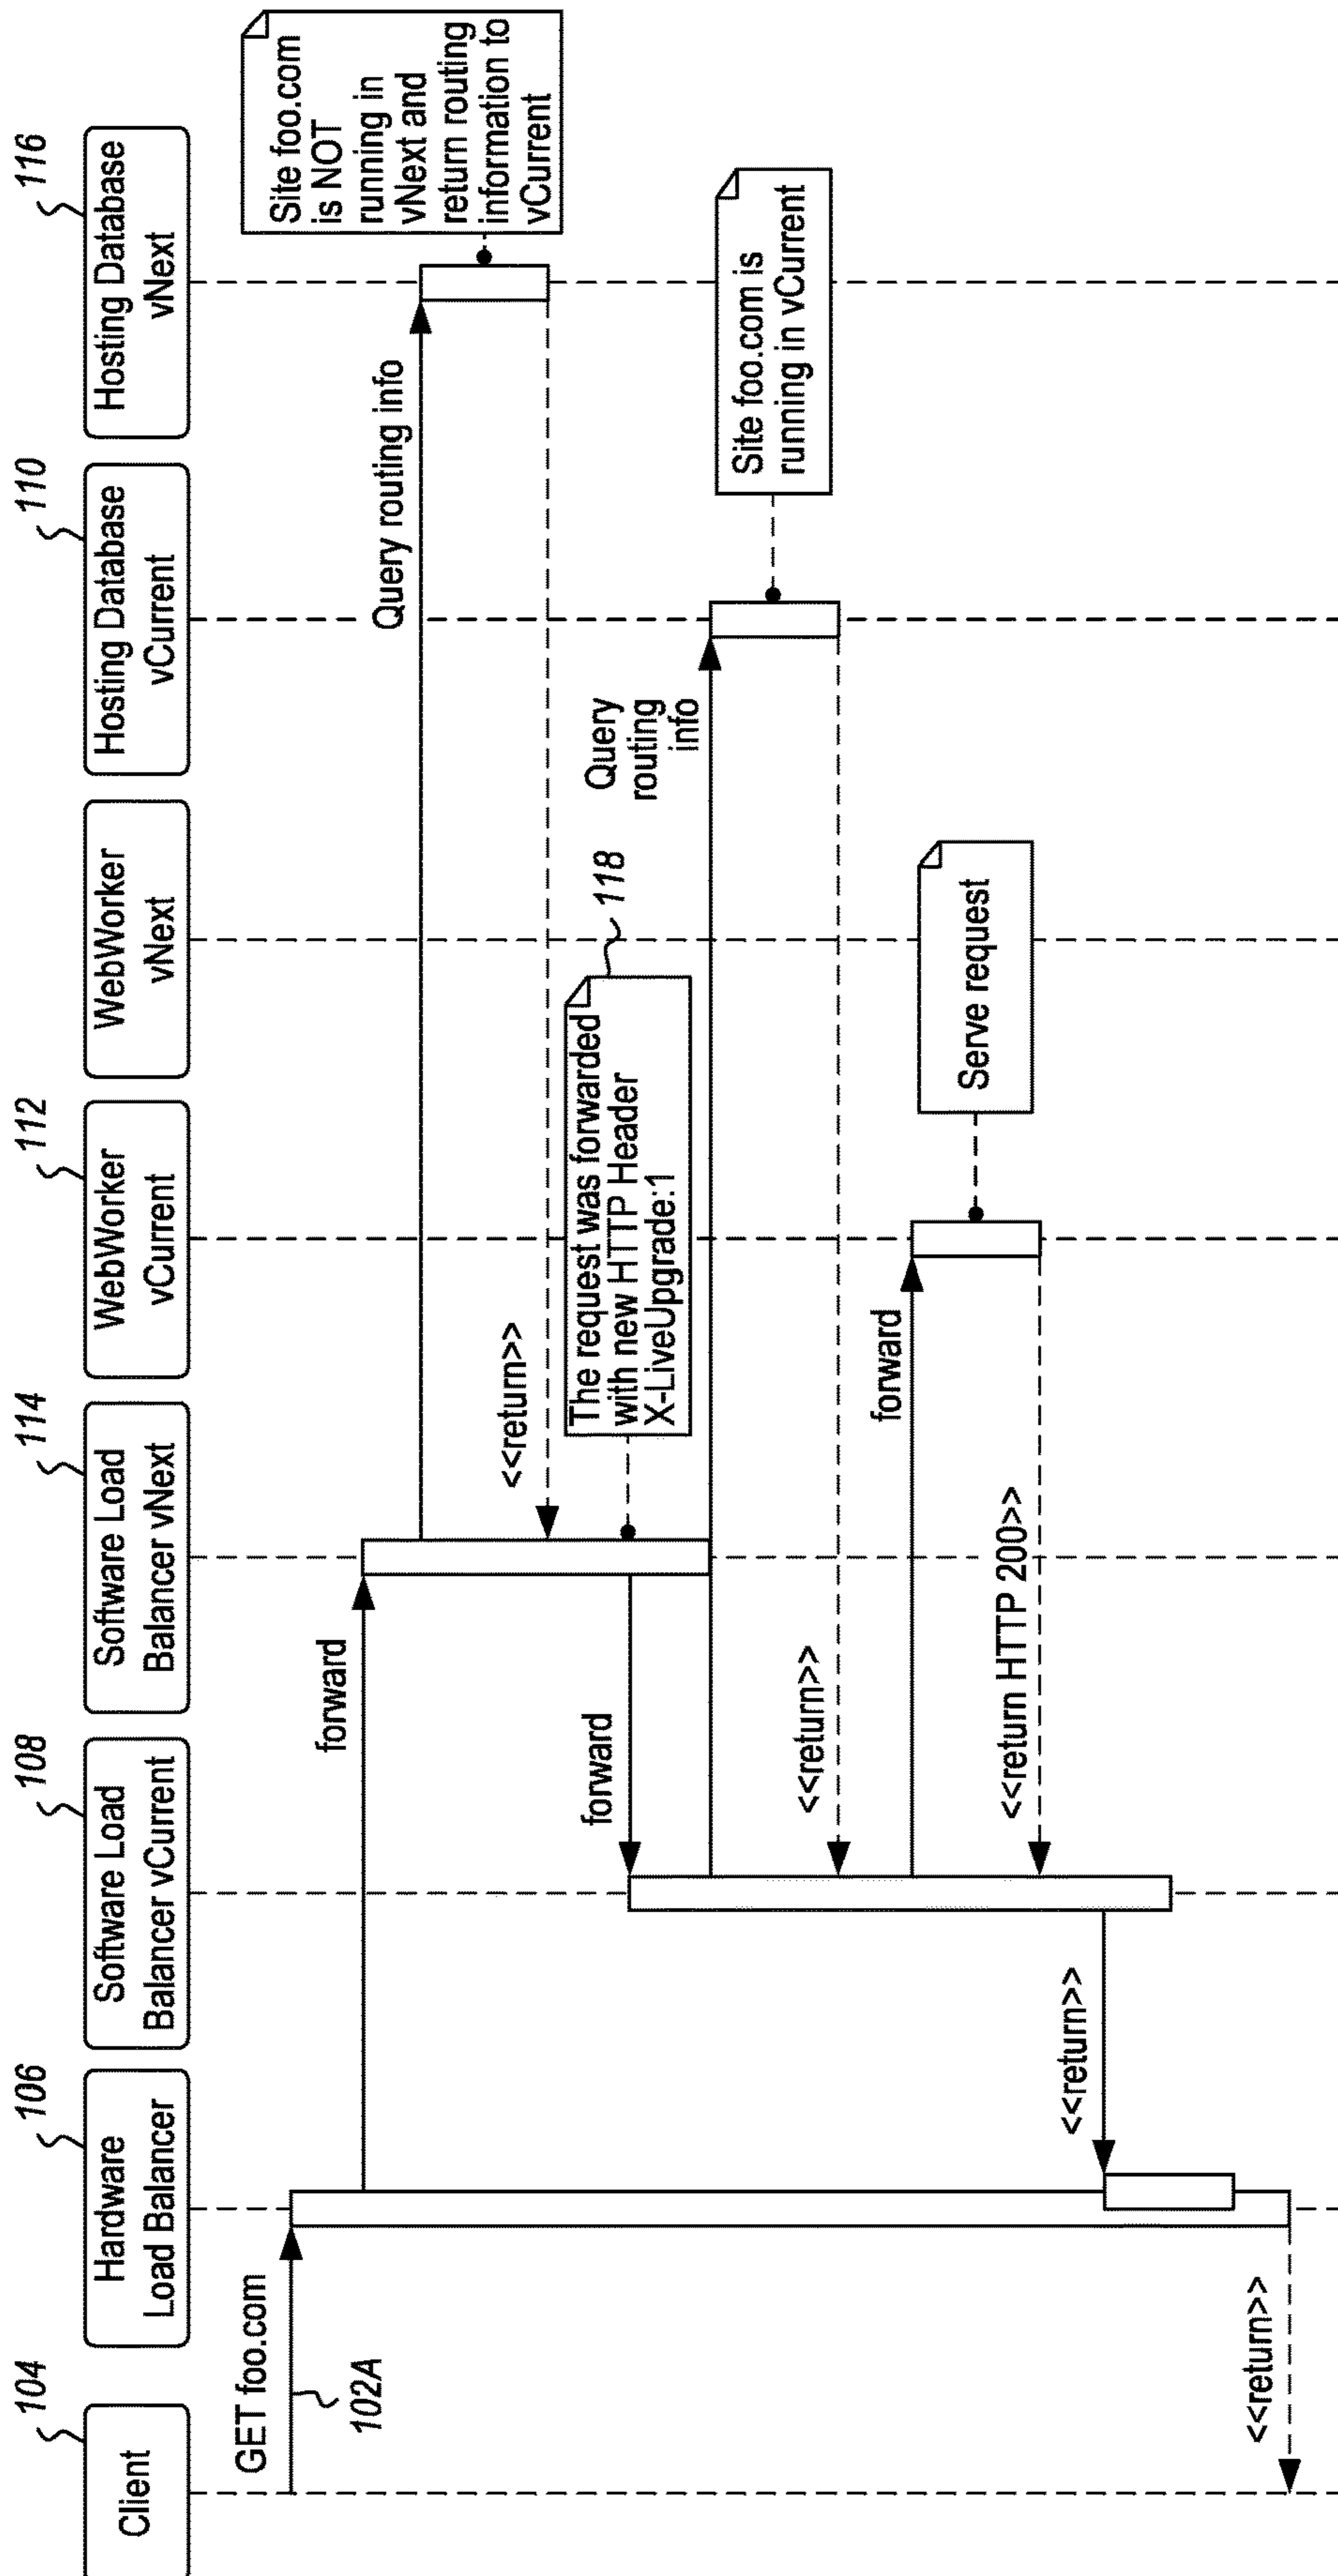 104
Client
106
Hardware
Load Balancer
108
Software Load
Balancer vCurrent
114
Software Load
Balancer vNext
112
WebWorker
vCurrent
WebWorker
vNext
110
Hosting Database
vCurrent
116
Hosting Database
vNext
GET foo.com
102A
forward
Query routing info
Site foo.com
is NOT
running in
vNext and
return routing
information to
vCurrent
<<return>>
The request was forwarded
with new HTTP Header
X-LiveUpgrade:1
118
forward
Query
routing
info
Site foo.com is
running in vCurrent
<<return>>
forward
Serve request
<<return HTTP 200>>
<<return>>
<<return>>